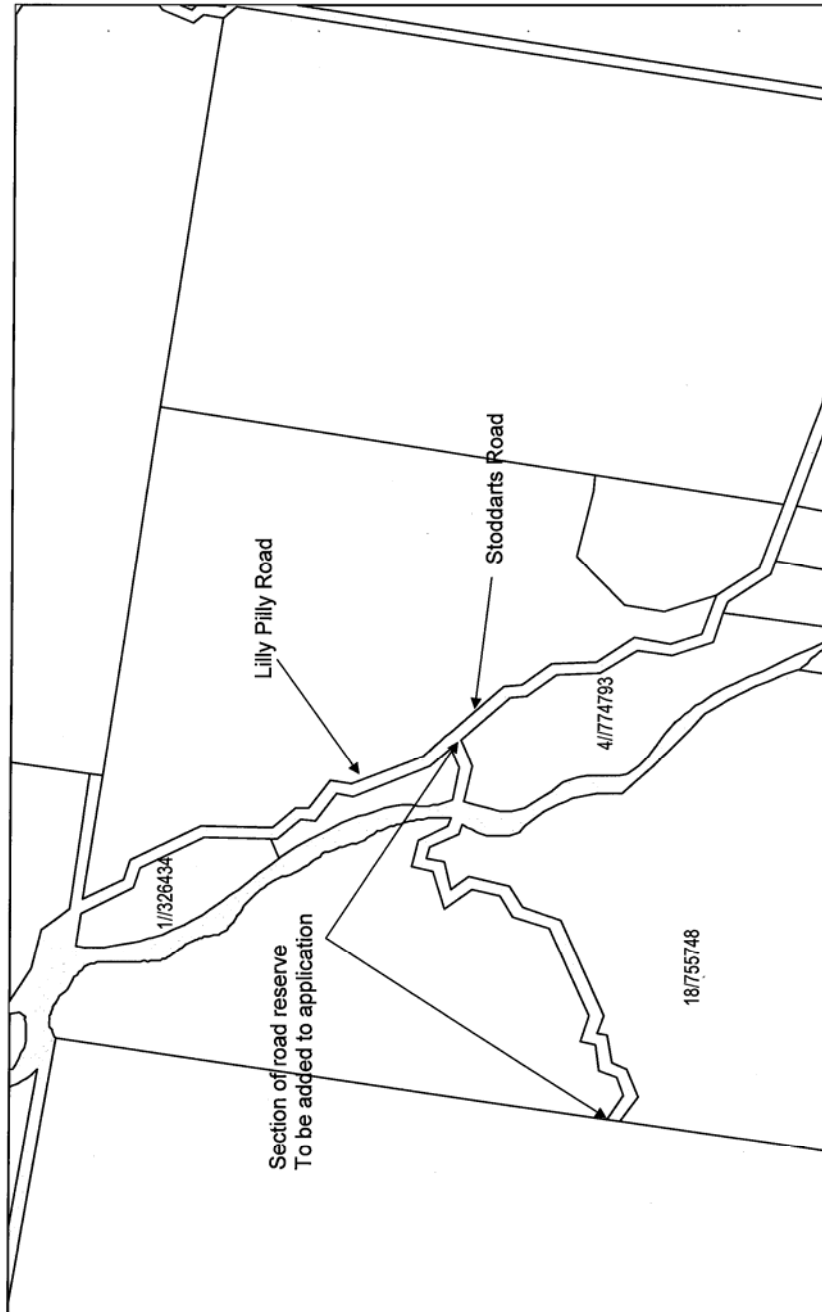 Lilly Pilly Road
Stoddarts Road
1//326434
4//774793
Section of road reserve
To be added to application
18/755748